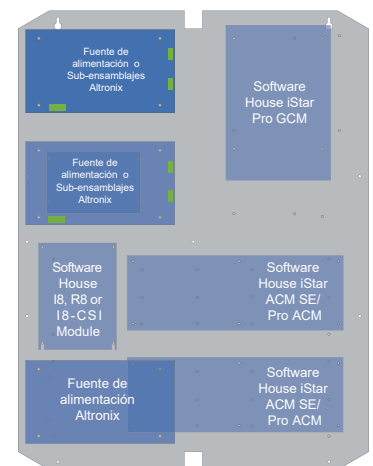 Fuente de
alimentación o
Sub-ensamblajes
Altronix
Software
House iStar
Pro GCM
Fuente de
alimentación o
Sub-ensamblajes
Altronix
Software
House
I8, R8 or
I8-CSI
Module
Software
House iStar
ACM SE/
Pro ACM
Fuente de
alimentación
Altronix
Software
House iStar
ACM SE/
Pro ACM